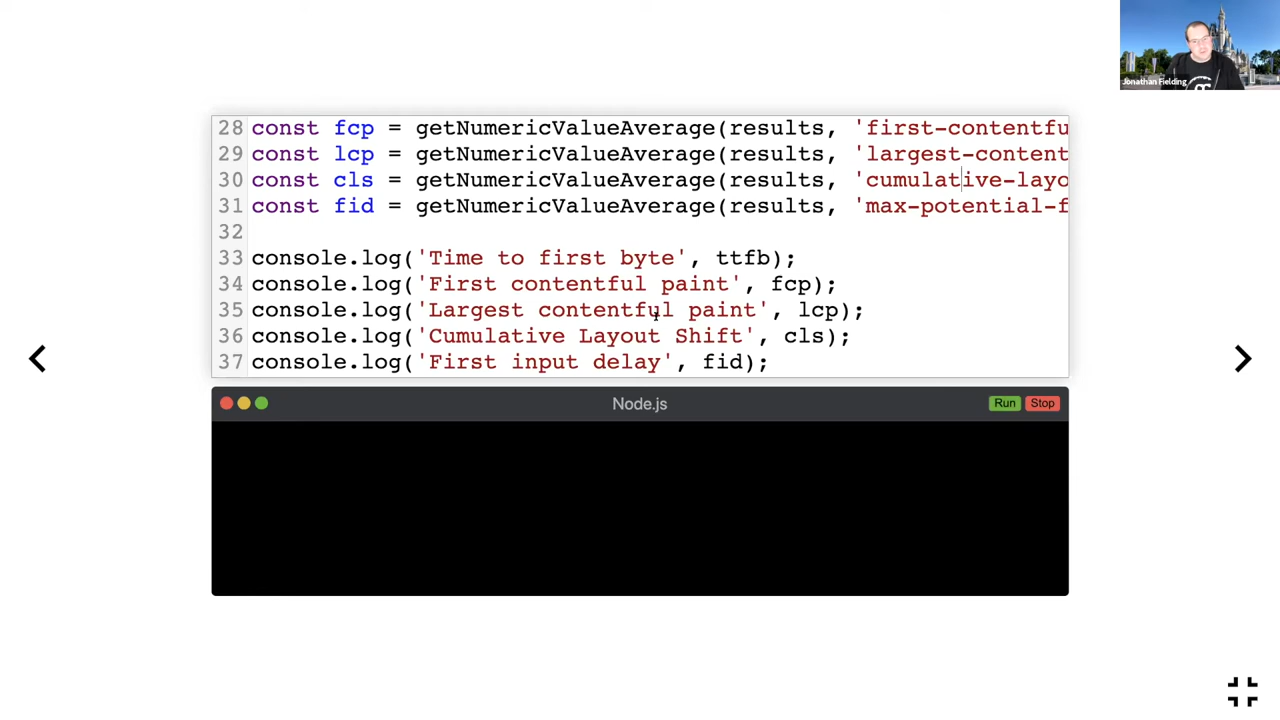 Jonathan Fielding
28 const fcp = getNumericValueAverage(results, 'first-contentfu
29 const lcp = getNumericValueAverage(results, 'largest-content
30 const cls = getNumericValueAverage(results, 'cumulative-layo
31 const fid = getNumericValueAverage(results, 'max-potential-f
32
33 console.log('Time to first byte', ttfb);
34 console.log('First contentful paint', fcp);
35 console.log('Largest contentful paint', lcp);
36 console.log('Cumulative Layout Shift', cls);
37 console.log('First input delay', fid);
Node.js
Run Stop